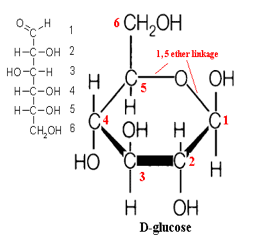 6 CH₂OH
O H 1
H OH 2
HO H 3
H OH 4
H OH 5
CH₂OH 6
1,5 ether linkage
H C O OH
5
H
C 4 OH H C 1
HO C C 2 H
3
H OH
D-glucose